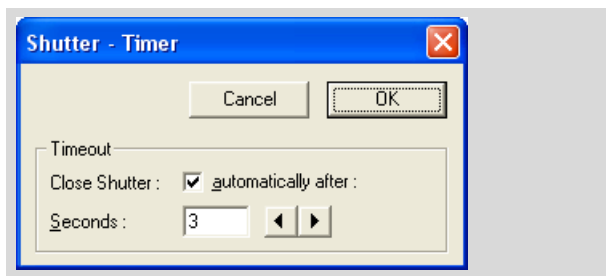 Shutter - Timer
Cancel OK
Timeout
Close Shutter : automatically after :
Seconds : 3